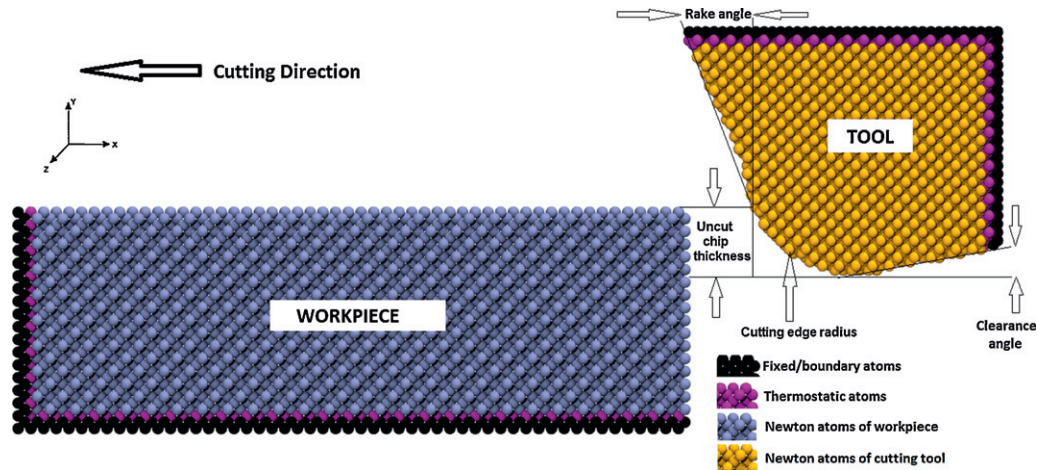 Rake angle
Cutting Direction
Y
x
z
TOOL
Uncut
chip
thickness
WORKPIECE
Cutting edge radius
Clearance
angle
Fixed/boundary atoms
Thermostatic atoms
Newton atoms of workpiece
Newton atoms of cutting tool